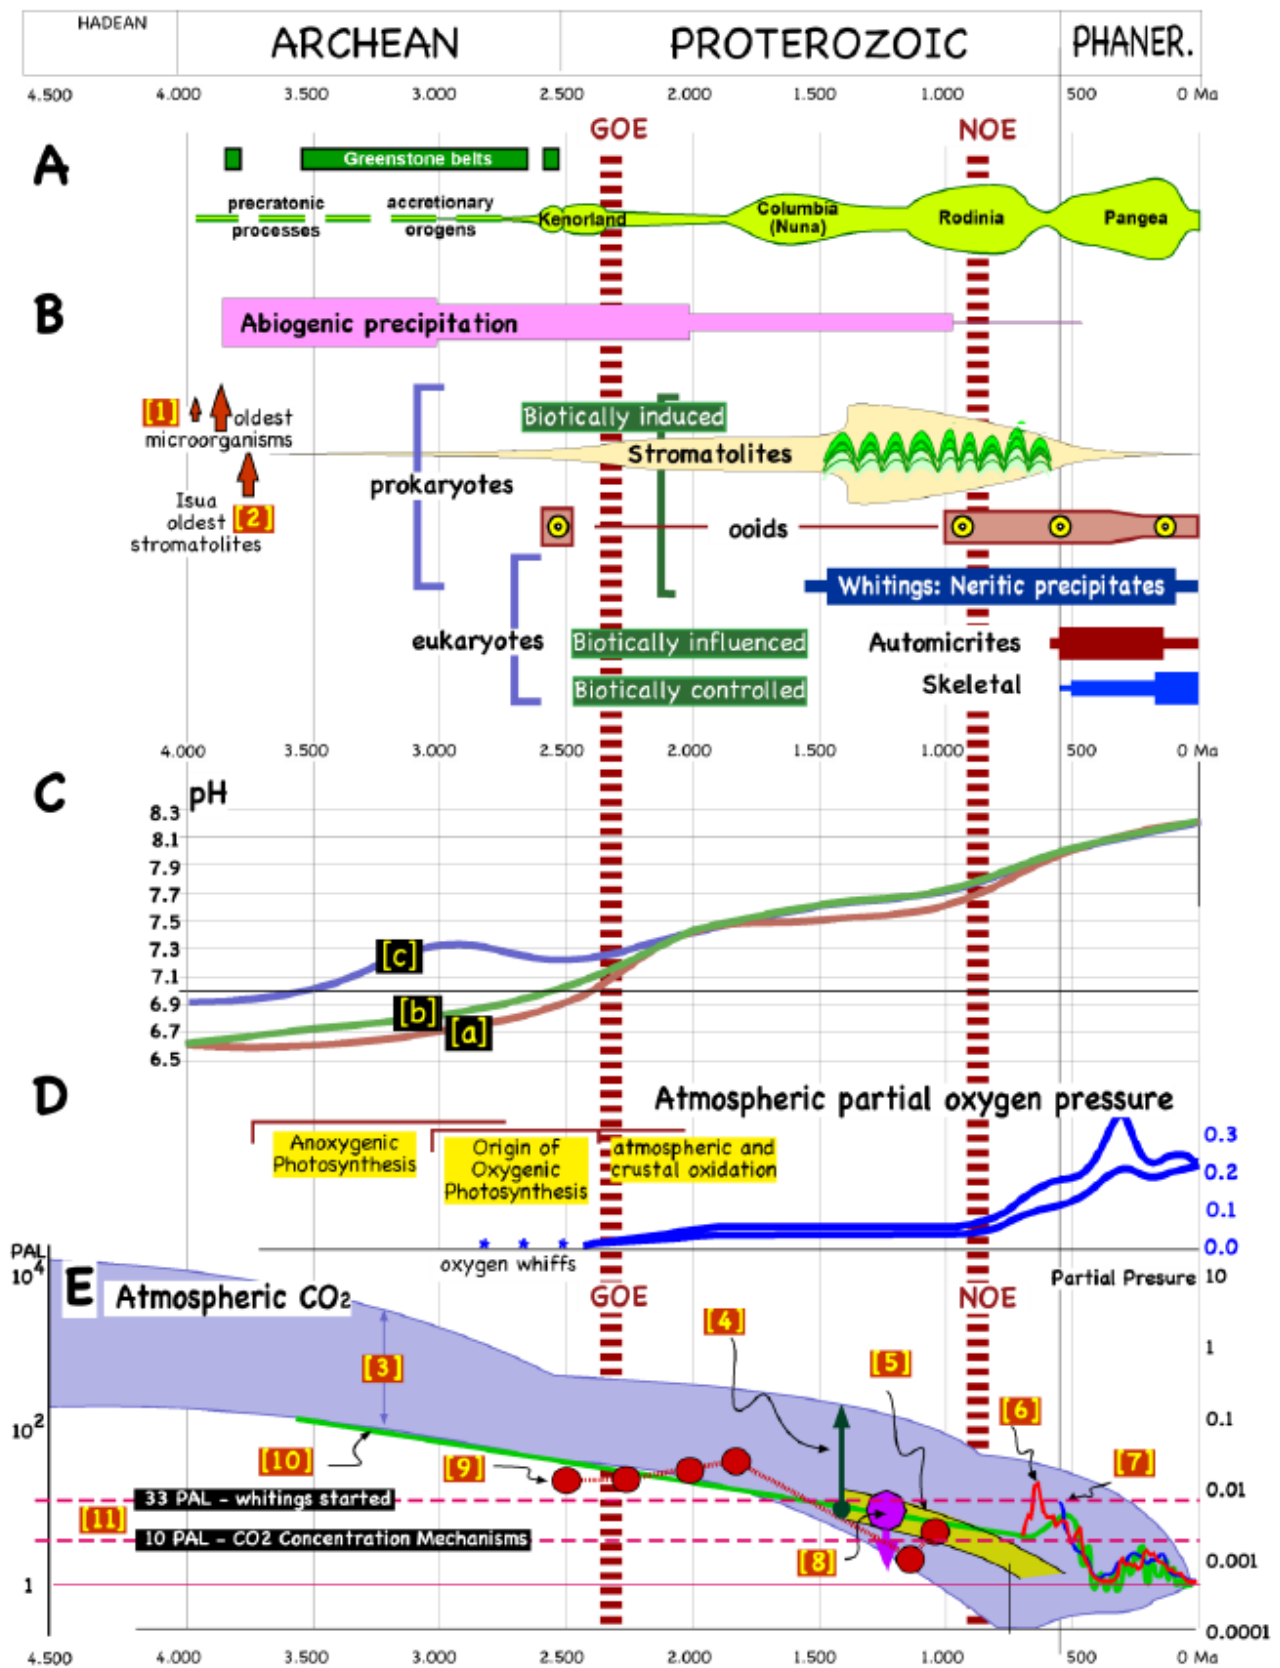 HADEAN
ARCHEAN
PROTEROZOIC
PHANER.
4.500 4.000 3.500 3.000 2.500 2.000 1.500 1.000 500 0 Ma
GOE NOE
A
Greenstone belts
precratonic
processes
accretionary
orogens
Kenorland
Columbia
(Nuna)
Rodinia
Pangea
B
Abiogenic precipitation
[1]
oldest
microorganisms
Biotically induced
Stromatolites
prokaryotes
Isua
oldest [2]
stromatolites
ooids
Whitings: Neritic precipitates
eukaryotes
Biotically influenced
Automicrites
Biotically controlled
Skeletal
4.000 3.500 3.000 2.500 2.000 1.500 1.000 500 0 Ma
C
pH
8.3
8.1
7.9
7.7
7.5
7.3
7.1
6.9
6.7
6.5
[c]
[b]
[a]
D
Atmospheric partial oxygen pressure
Anoxygenic
Photosynthesis
Origin of
Oxygenic
Photosynthesis
atmospheric and
crustal oxidation
0.3
0.2
0.1
0.0
oxygen whiffs
PAL
10⁴
E
Atmospheric CO₂
GOE NOE
Partial Presure
10
1
0.1
0.01
0.001
0.0001
[3]
[4]
[5]
[6]
[7]
10²
[10]
[9]
33 PAL - whitings started
[11]
10 PAL - CO2 Concentration Mechanisms
[8]
1
4.500 4.000 3.500 3.000 2.500 2.000 1.500 1.000 500 0 Ma